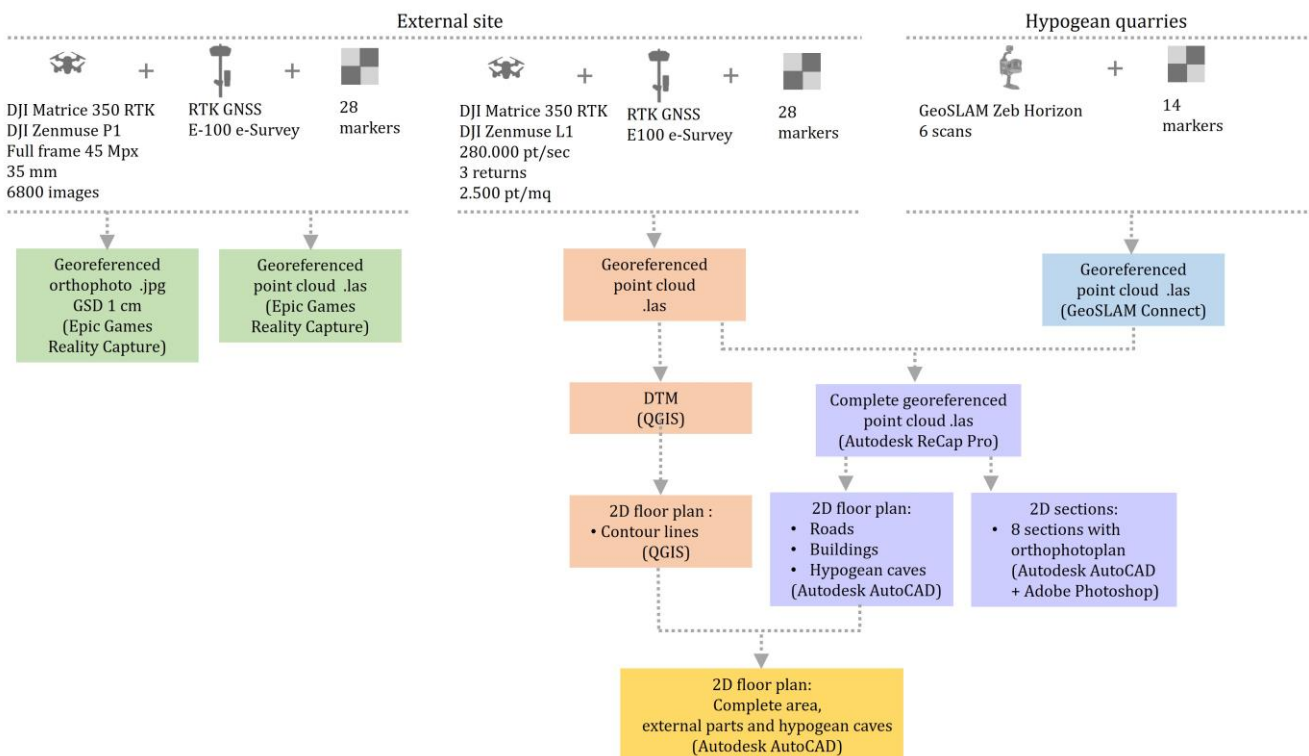 External site
Hypogean quarries
+
+
DJI Matrice 350 RTK
DJI Zenmuse P1
Full frame 45 Mpx
35 mm
6800 images
RTK GNSS
E-100 e-Survey
28
markers
+
+
DJI Matrice 350 RTK
DJI Zenmuse L1
280.000 pt/sec
3 returns
2.500 pt/mq
RTK GNSS
E100 e-Survey
28
markers
+
GeoSLAM Zeb Horizon
6 scans
14
markers
Georeferenced
orthophoto .jpg
GSD 1 cm
(Epic Games
Reality Capture)
Georeferenced
point cloud .las
(Epic Games
Reality Capture)
Georeferenced
point cloud
.las
Georeferenced
point cloud .las
(GeoSLAM Connect)
DTM
(QGIS)
Complete georeferenced
point cloud .las
(Autodesk ReCap Pro)
2D floor plan :
• Contour lines
(QGIS)
2D floor plan:
• Roads
• Buildings
• Hypogean caves
(Autodesk AutoCAD)
2D sections:
• 8 sections with
orthophotoplan
(Autodesk AutoCAD
+ Adobe Photoshop)
2D floor plan:
Complete area,
external parts and hypogean caves
(Autodesk AutoCAD)